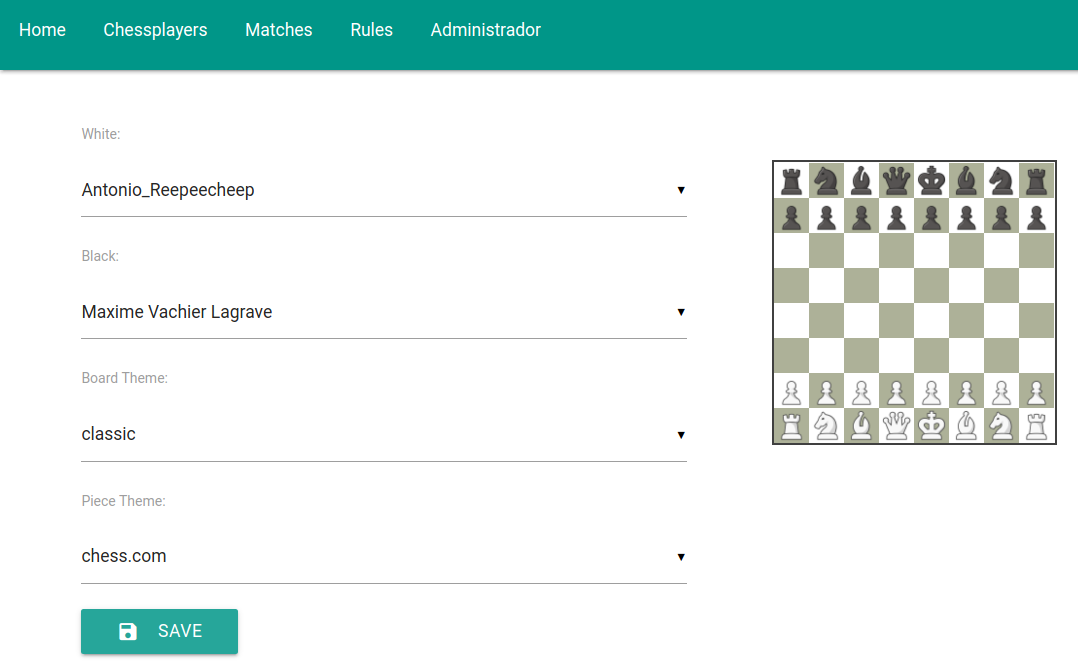 Home Chessplayers Matches Rules Administrador
White:
Antonio_Reepeecheep
Black:
Maxime Vachier Lagrave
Board Theme:
classic
Piece Theme:
chess.com
SAVE